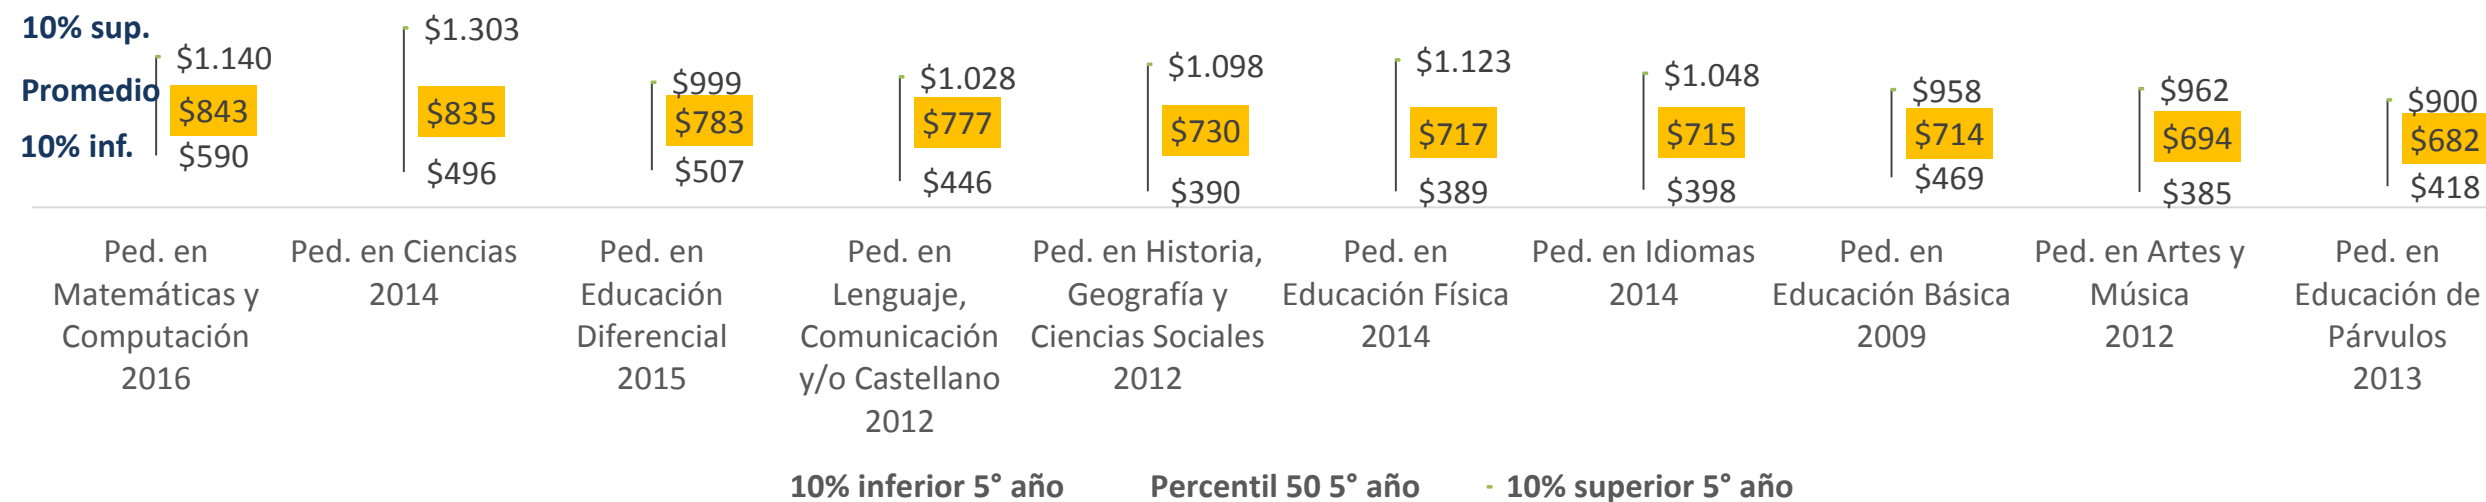 10% sup.
Promedio
10% inf.
$1.140
$843
$590
$1.303
$835
$496
$999
$783
$507
$1.028
$777
$446
$1.098
$730
$390
$1.123
$717
$389
$1.048
$715
$398
$958
$714
$469
$962
$694
$385
$900
$682
$418
Ped. en
Matemáticas y
Computación
2016
Ped. en Ciencias
2014
Ped. en
Educación
Diferencial
2015
Ped. en
Lenguaje,
Comunicación
y/o Castellano
2012
Ped. en Historia,
Geografía y
Ciencias Sociales
2012
Ped. en
Educación Física
2014
Ped. en Idiomas
2014
Ped. en
Educación Básica
2009
Ped. en Artes y
Música
2012
Ped. en
Educación de
Párvulos
2013
10% inferior 5° año
Percentil 50 5° año
10% superior 5° año